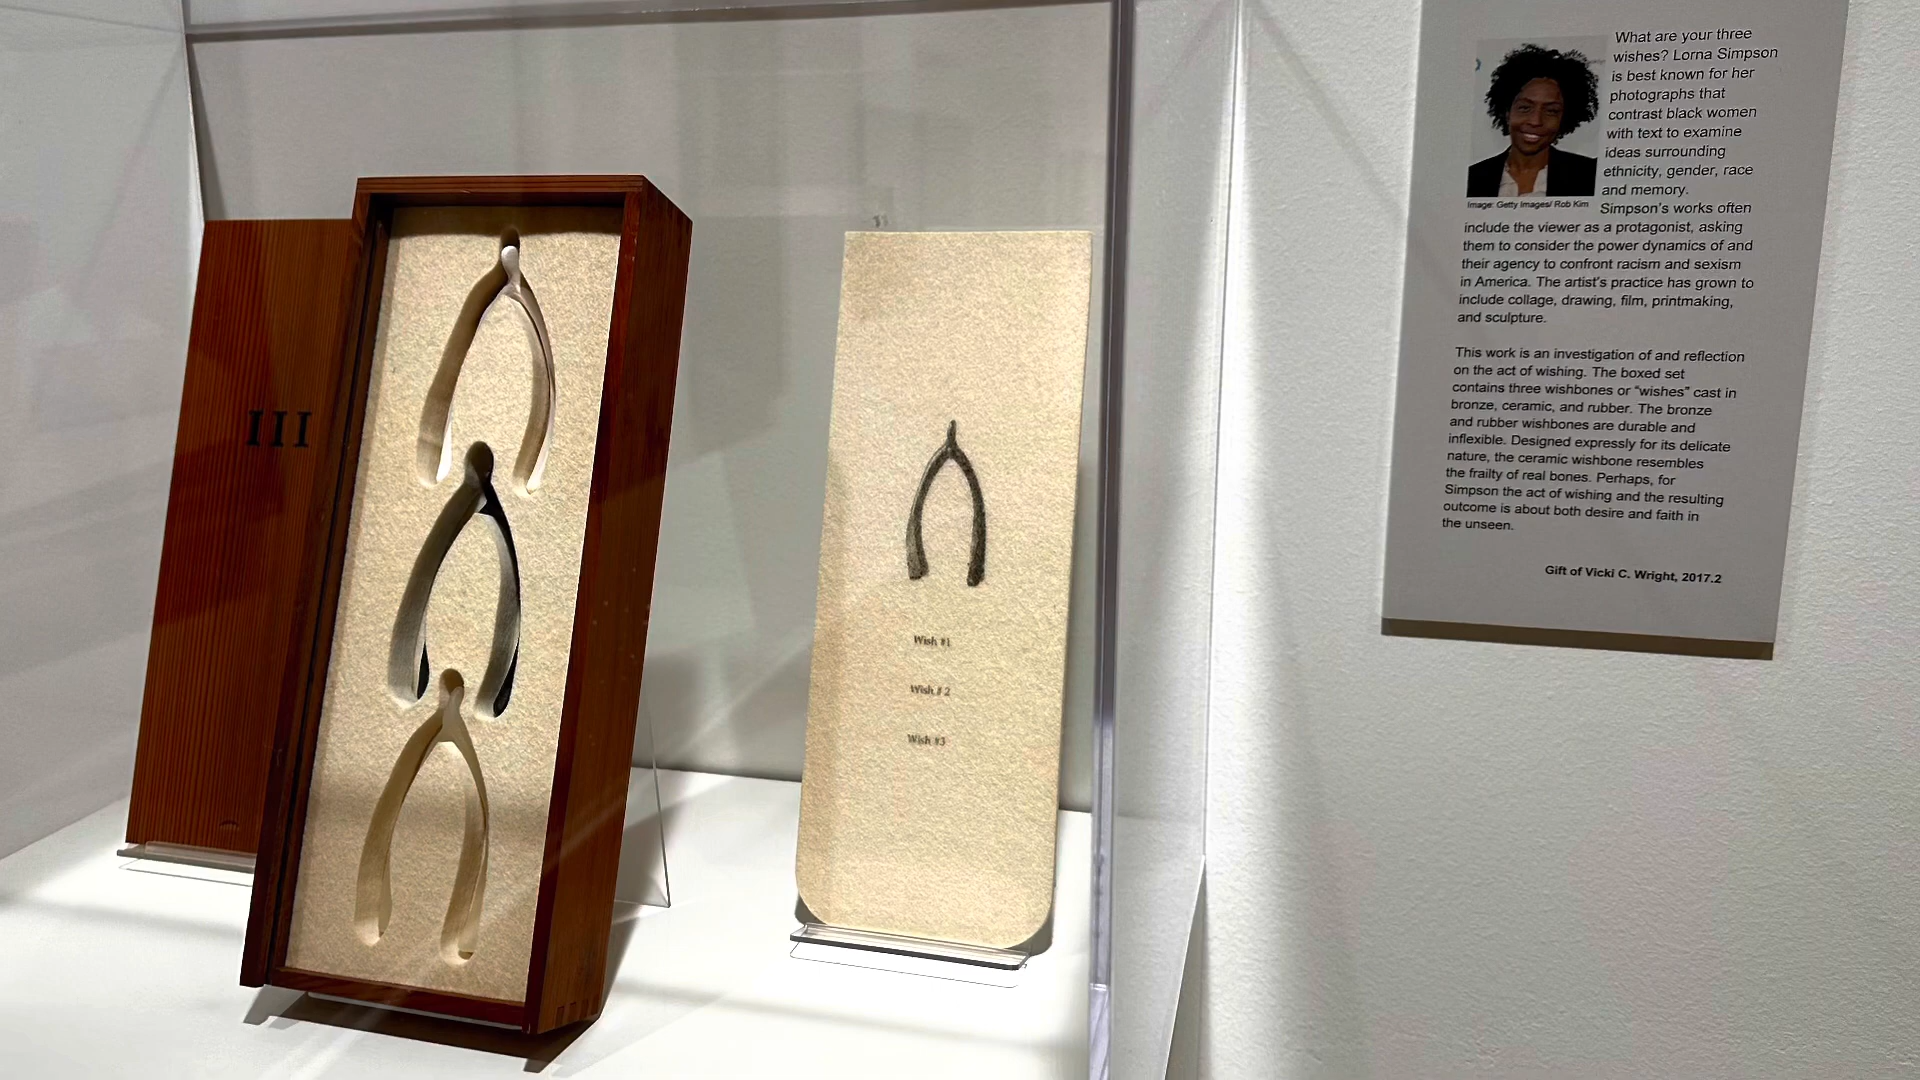 III
Wish #1
Wish # 2
Wish #3
What are your three
wishes? Lorna Simpson
is best known for her
photographs that
contrast black women
with text to examine
ideas surrounding
ethnicity, gender, race
and memory.
Image: Getty Images/ Rob Kim
Simpson's works often
include the viewer as a protagonist, asking
them to consider the power dynamics of and
their agency to confront racism and sexism
in America. The artist's practice has grown to
include collage, drawing, film, printmaking,
and sculpture.
This work is an investigation of and reflection
on the act of wishing. The boxed set
contains three wishbones or "wishes" cast in
bronze, ceramic, and rubber. The bronze
and rubber wishbones are durable and
inflexible. Designed expressly for its delicate
nature, the ceramic wishbone resembles
the frailty of real bones. Perhaps, for
Simpson the act of wishing and the resulting
outcome is about both desire and faith in
the unseen.
Gift of Vicki C. Wright, 2017.2